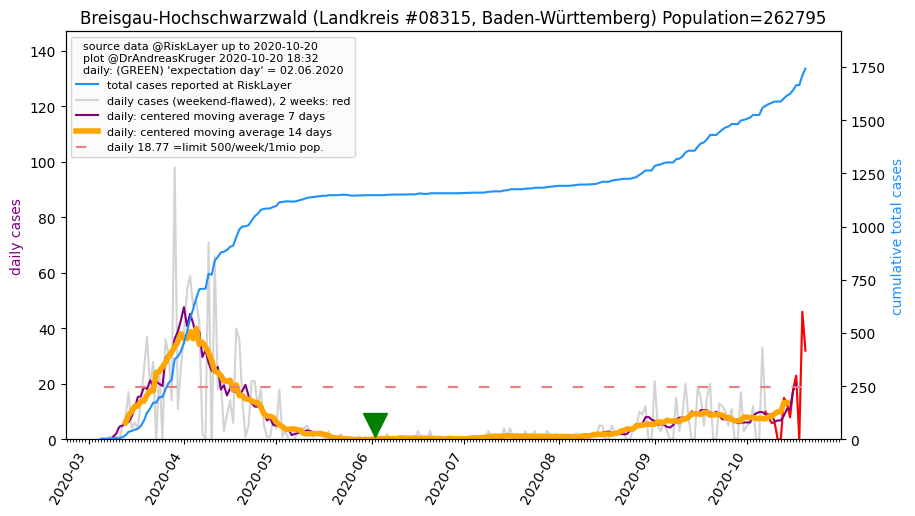 Breisgau-Hochschwarzwald (Landkreis #08315, Baden-Württemberg) Population=262795
source data @RiskLayer up to 2020-10-20
plot @DrAndreasKruger 2020-10-20 18:32
daily: (GREEN) 'expectation day' = 02.06.2020
total cases reported at RiskLayer
daily cases (weekend-flawed), 2 weeks: red
daily: centered moving average 7 days
daily: centered moving average 14 days
daily 18.77 =limit 500/week/1mio pop.
daily cases
140
120
100
80
60
40
20
0
cumulative total cases
1750
1500
1250
1000
750
500
250
0
2020-03
2020-04
2020-05
2020-06
2020-07
2020-08
2020-09
2020-10